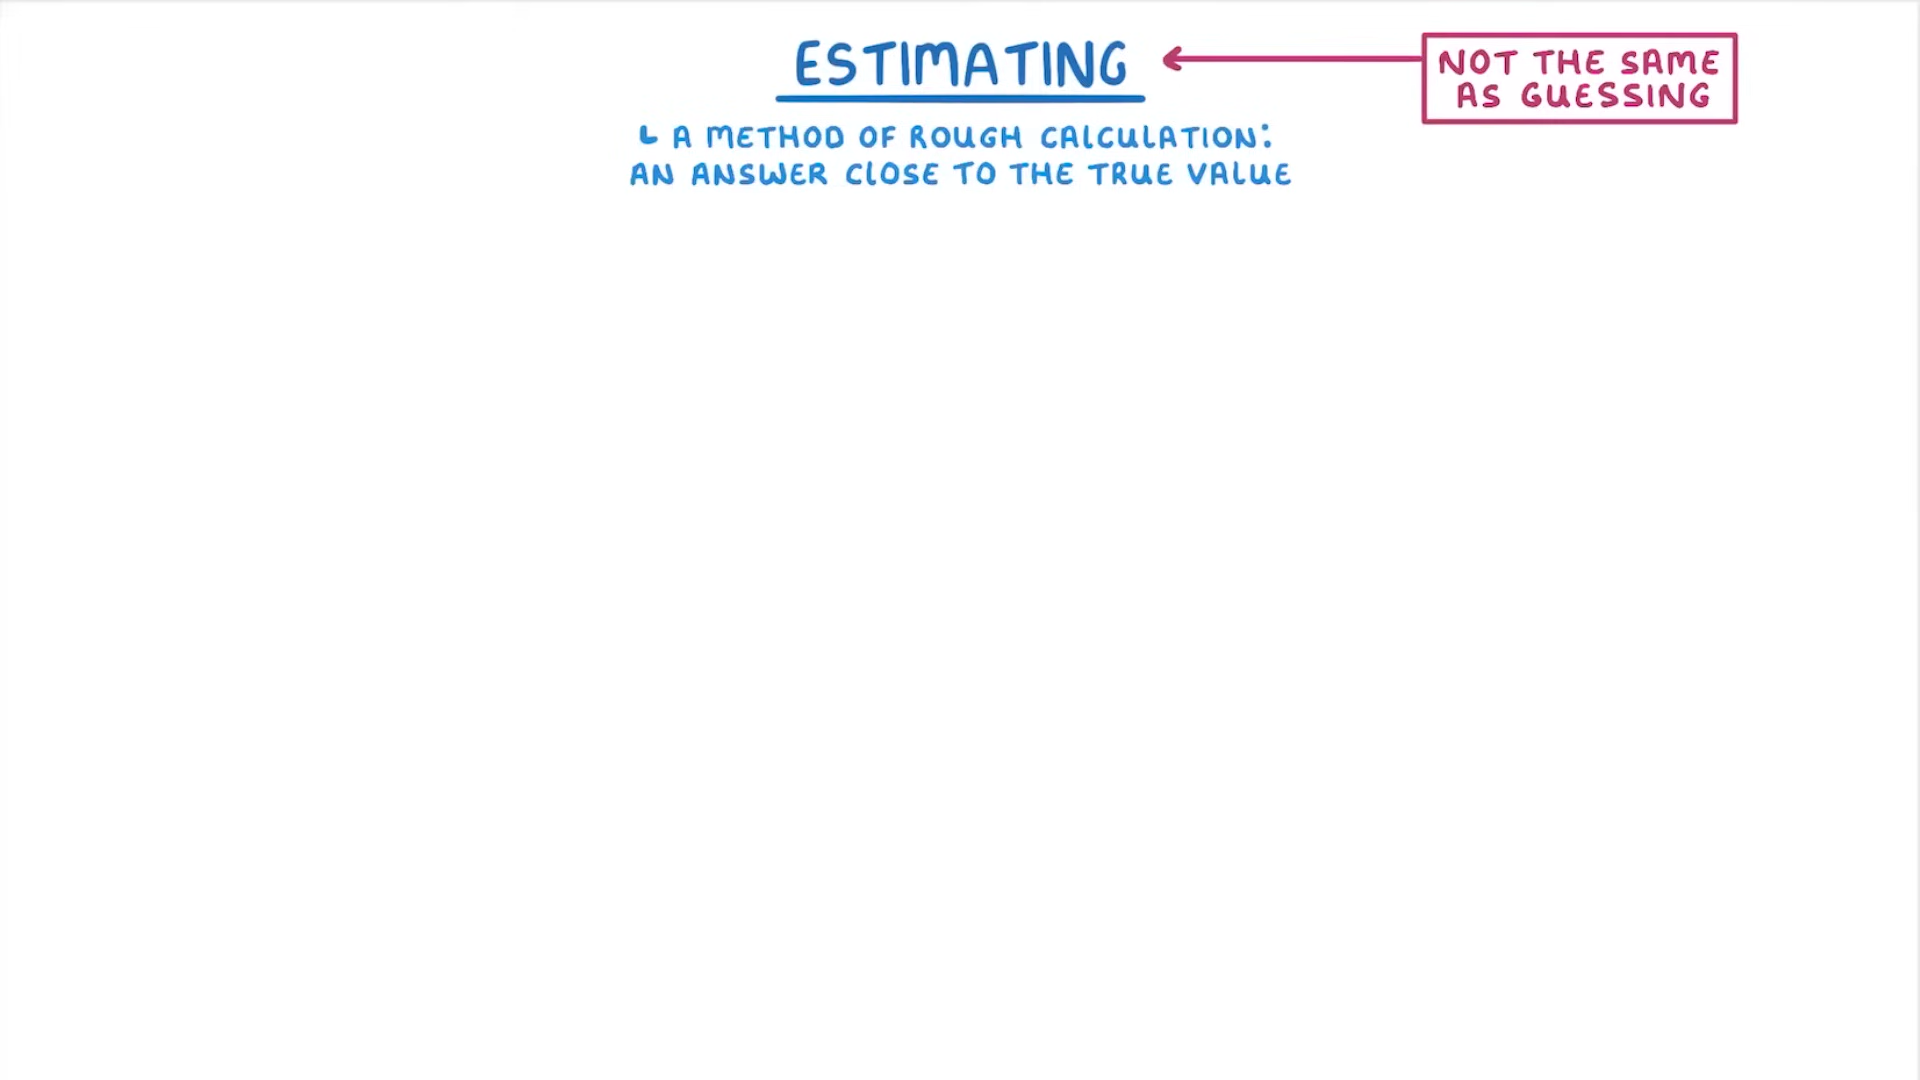 ESTIMATING
NOT THE SAME
AS GUESSING
↳ A METHOD OF ROUGH CALCULATION:
AN ANSWER CLOSE TO THE TRUE VALUE